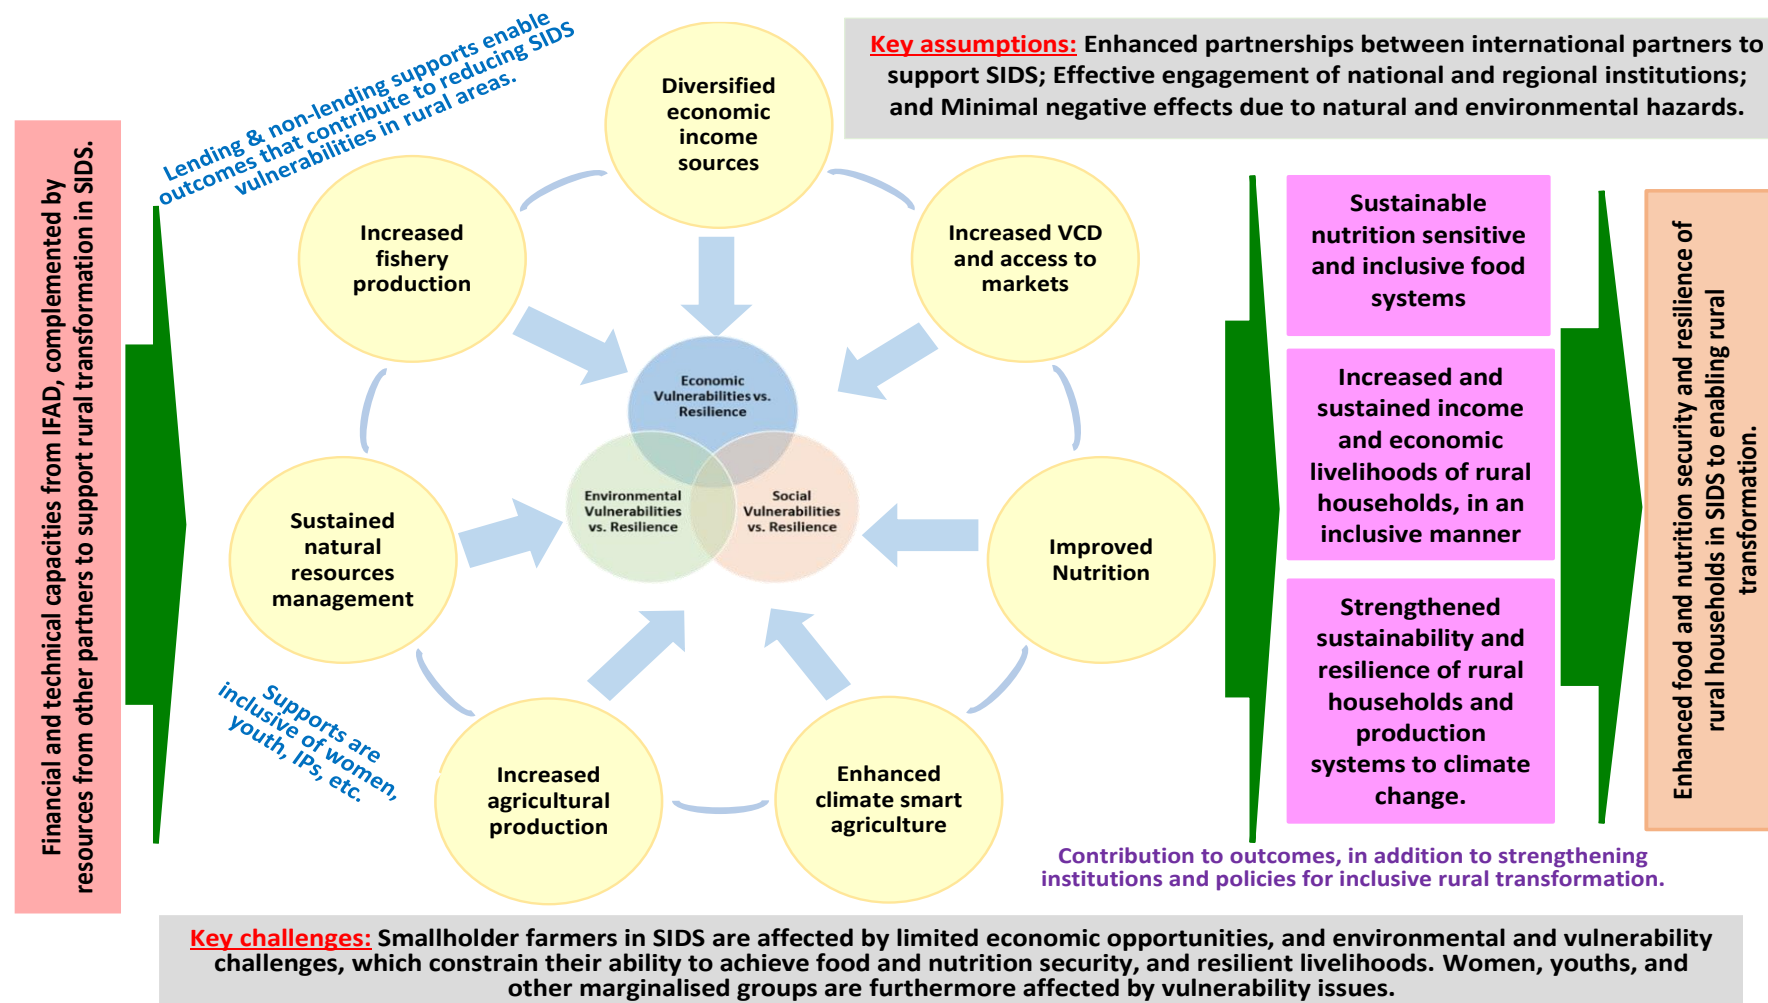 Lending & non-lending supports enable
outcomes that contribute to reducing SIDS
vulnerabilities in rural areas.
Key assumptions: Enhanced partnerships between international partners to
support SIDS; Effective engagement of national and regional institutions;
and Minimal negative effects due to natural and environmental hazards.
Financial and technical capacities from IFAD, complemented by
resources from other partners to support rural transformation in SIDS.
Diversified
economic
income
sources
Increased
fishery
production
Increased VCD
and access to
markets
Economic
Vulnerabilities vs.
Resilience
Environmental
Vulnerabilities
vs. Resilience
Social
Vulnerabilities
vs. Resilience
Sustained
natural
resources
management
Improved
Nutrition
Supports are
inclusive of women,
youth, IPs, etc.
Increased
agricultural
production
Enhanced
climate smart
agriculture
Sustainable
nutrition sensitive
and inclusive food
systems
Increased and
sustained income
and economic
livelihoods of rural
households, in an
inclusive manner
Strengthened
sustainability and
resilience of rural
households and
production
systems to climate
change.
Enhanced food and nutrition security and resilience of
rural households in SIDS to enabling rural
transformation.
Contribution to outcomes, in addition to strengthening
institutions and policies for inclusive rural transformation.
Key challenges: Smallholder farmers in SIDS are affected by limited economic opportunities, and environmental and vulnerability
challenges, which constrain their ability to achieve food and nutrition security, and resilient livelihoods. Women, youths, and
other marginalised groups are furthermore affected by vulnerability issues.